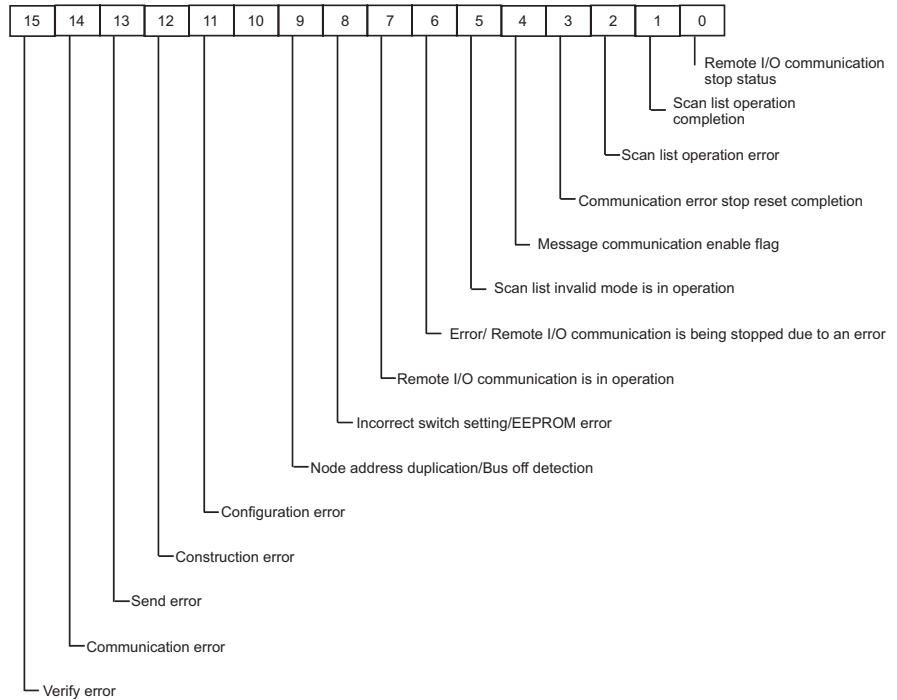 15 14 13 12 11 10 9 8 7 6 5 4 3 2 1 0
Remote I/O communication
stop status
Scan list operation
completion
Scan list operation error
Communication error stop reset completion
Message communication enable flag
Scan list invalid mode is in operation
Error/ Remote I/O communication is being stopped due to an error
Remote I/O communication is in operation
Incorrect switch setting/EEPROM error
Node address duplication/Bus off detection
Configuration error
Construction error
Send error
Communication error
Verify error